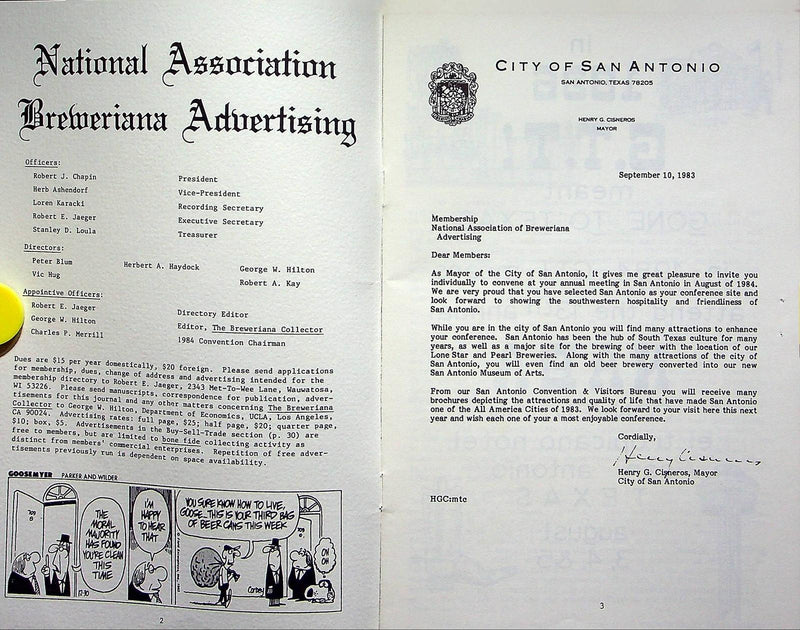 National Association
Breweriana Advertising
Officers:
Robert J. Chapin President
Herb Ashendorf Vice-President
Loren Karacki Recording Secretary
Robert E. Jaeger Executive Secretary
Stanley D. Loula Treasurer
Directors:
Peter Blum Herbert A. Haydock George W. Hilton
Vic Hug Robert A. Kay
Appointive Officers:
Robert E. Jaeger Directory Editor
George W. Hilton Editor, The Breweriana Collector
Charles P. Merrill 1984 Convention Chairman
Dues are $15 per year domestically, $20 foreign. Please send applications
for membership, dues, change of address and advertising intended for the
membership directory to Robert E. Jaeger, 2343 Met-To-Wee Lane, Wauwatosa,
WI 53226. Please send manuscripts, correspondence for publication, adver-
tisements for this journal and any other matters concerning The Breweriana
Collector to George W. Hilton, Department of Economics, UCLA, Los Angeles,
CA 90024. Advertising rates: full page, $25; half page, $20; quarter page,
$10; box, $5. Advertisements in the Buy-Sell-Trade section (p. 30) are
free to members, but are limited to bona fide collecting activity as
distinct from members' commercial enterprises. Repetition of free adver-
tisements previously run is dependent on space availability.
GOOSEMYER PARKER AND WILDER
THE
MORAL
MAJORITY
HAS FOUND
YOU'RE CLEAN
THIS
TIME
I'M
HAPPY
TO HEAR
THAT
YOU SURE KNOW HOW TO LIVE,
GOOSE...THIS IS YOUR THIRD BAG
OF BEER CANS THIS WEEK
OH
OH
12-30
2
CITY OF SAN ANTONIO
SAN ANTONIO, TEXAS 78205
HENRY G. CISNEROS
MAYOR
September 10, 1983
Membership
National Association of Breweriana
Advertising
Dear Members:
As Mayor of the City of San Antonio, it gives me great pleasure to invite you
individually to convene at your annual meeting in San Antonio in August of 1984.
We are very proud that you have selected San Antonio as your conference site and
look forward to showing the southwestern hospitality and friendliness of
San Antonio.
While you are in the city of San Antonio you will find many attractions to enhance
your conference. San Antonio has been the hub of South Texas culture for many
years, as well as a major site for the brewing of beer with the location of our
Lone Star and Pearl Breweries. Along with the many attractions of the city of
San Antonio, you will even find an old beer brewery converted into our new
San Antonio Museum of Arts.
From our San Antonio Convention & Visitors Bureau you will receive many
brochures depicting the attractions and quality of life that have made San Antonio
one of the All America Cities of 1983. We look forward to your visit here this next
year and wish each one of your a most enjoyable conference.
Cordially,
Henry Cisneros
Henry G. Cisneros, Mayor
City of San Antonio
HGC:mtc
3